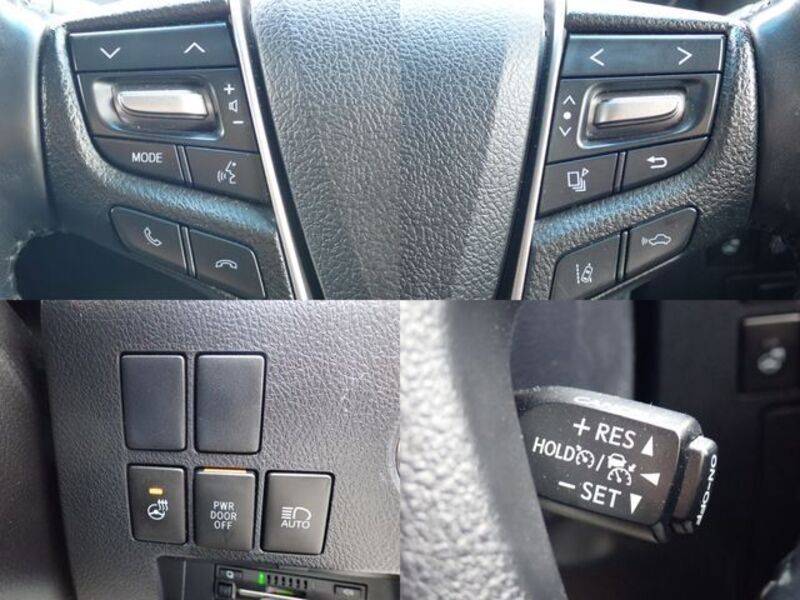 +
-
MODE
PWR
DOOR
OFF
AUTO
+RES
HOLD /
-SET
ON-OFF